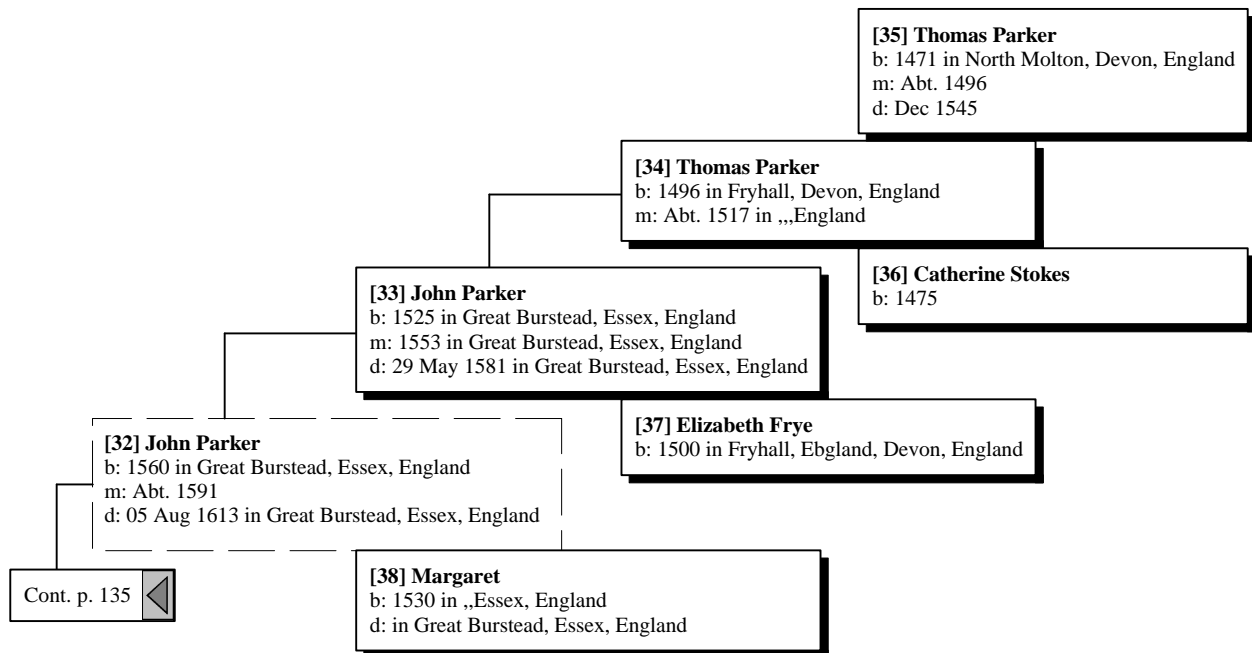 [35] Thomas Parker
b: 1471 in North Molton, Devon, England
m: Abt. 1496
d: Dec 1545
[34] Thomas Parker
b: 1496 in Fryhall, Devon, England
m: Abt. 1517 in ,,,England
[36] Catherine Stokes
b: 1475
[33] John Parker
b: 1525 in Great Burstead, Essex, England
m: 1553 in Great Burstead, Essex, England
d: 29 May 1581 in Great Burstead, Essex, England
[37] Elizabeth Frye
b: 1500 in Fryhall, Ebgland, Devon, England
[32] John Parker
b: 1560 in Great Burstead, Essex, England
m: Abt. 1591
d: 05 Aug 1613 in Great Burstead, Essex, England
[38] Margaret
b: 1530 in ,,Essex, England
d: in Great Burstead, Essex, England
Cont. p. 135